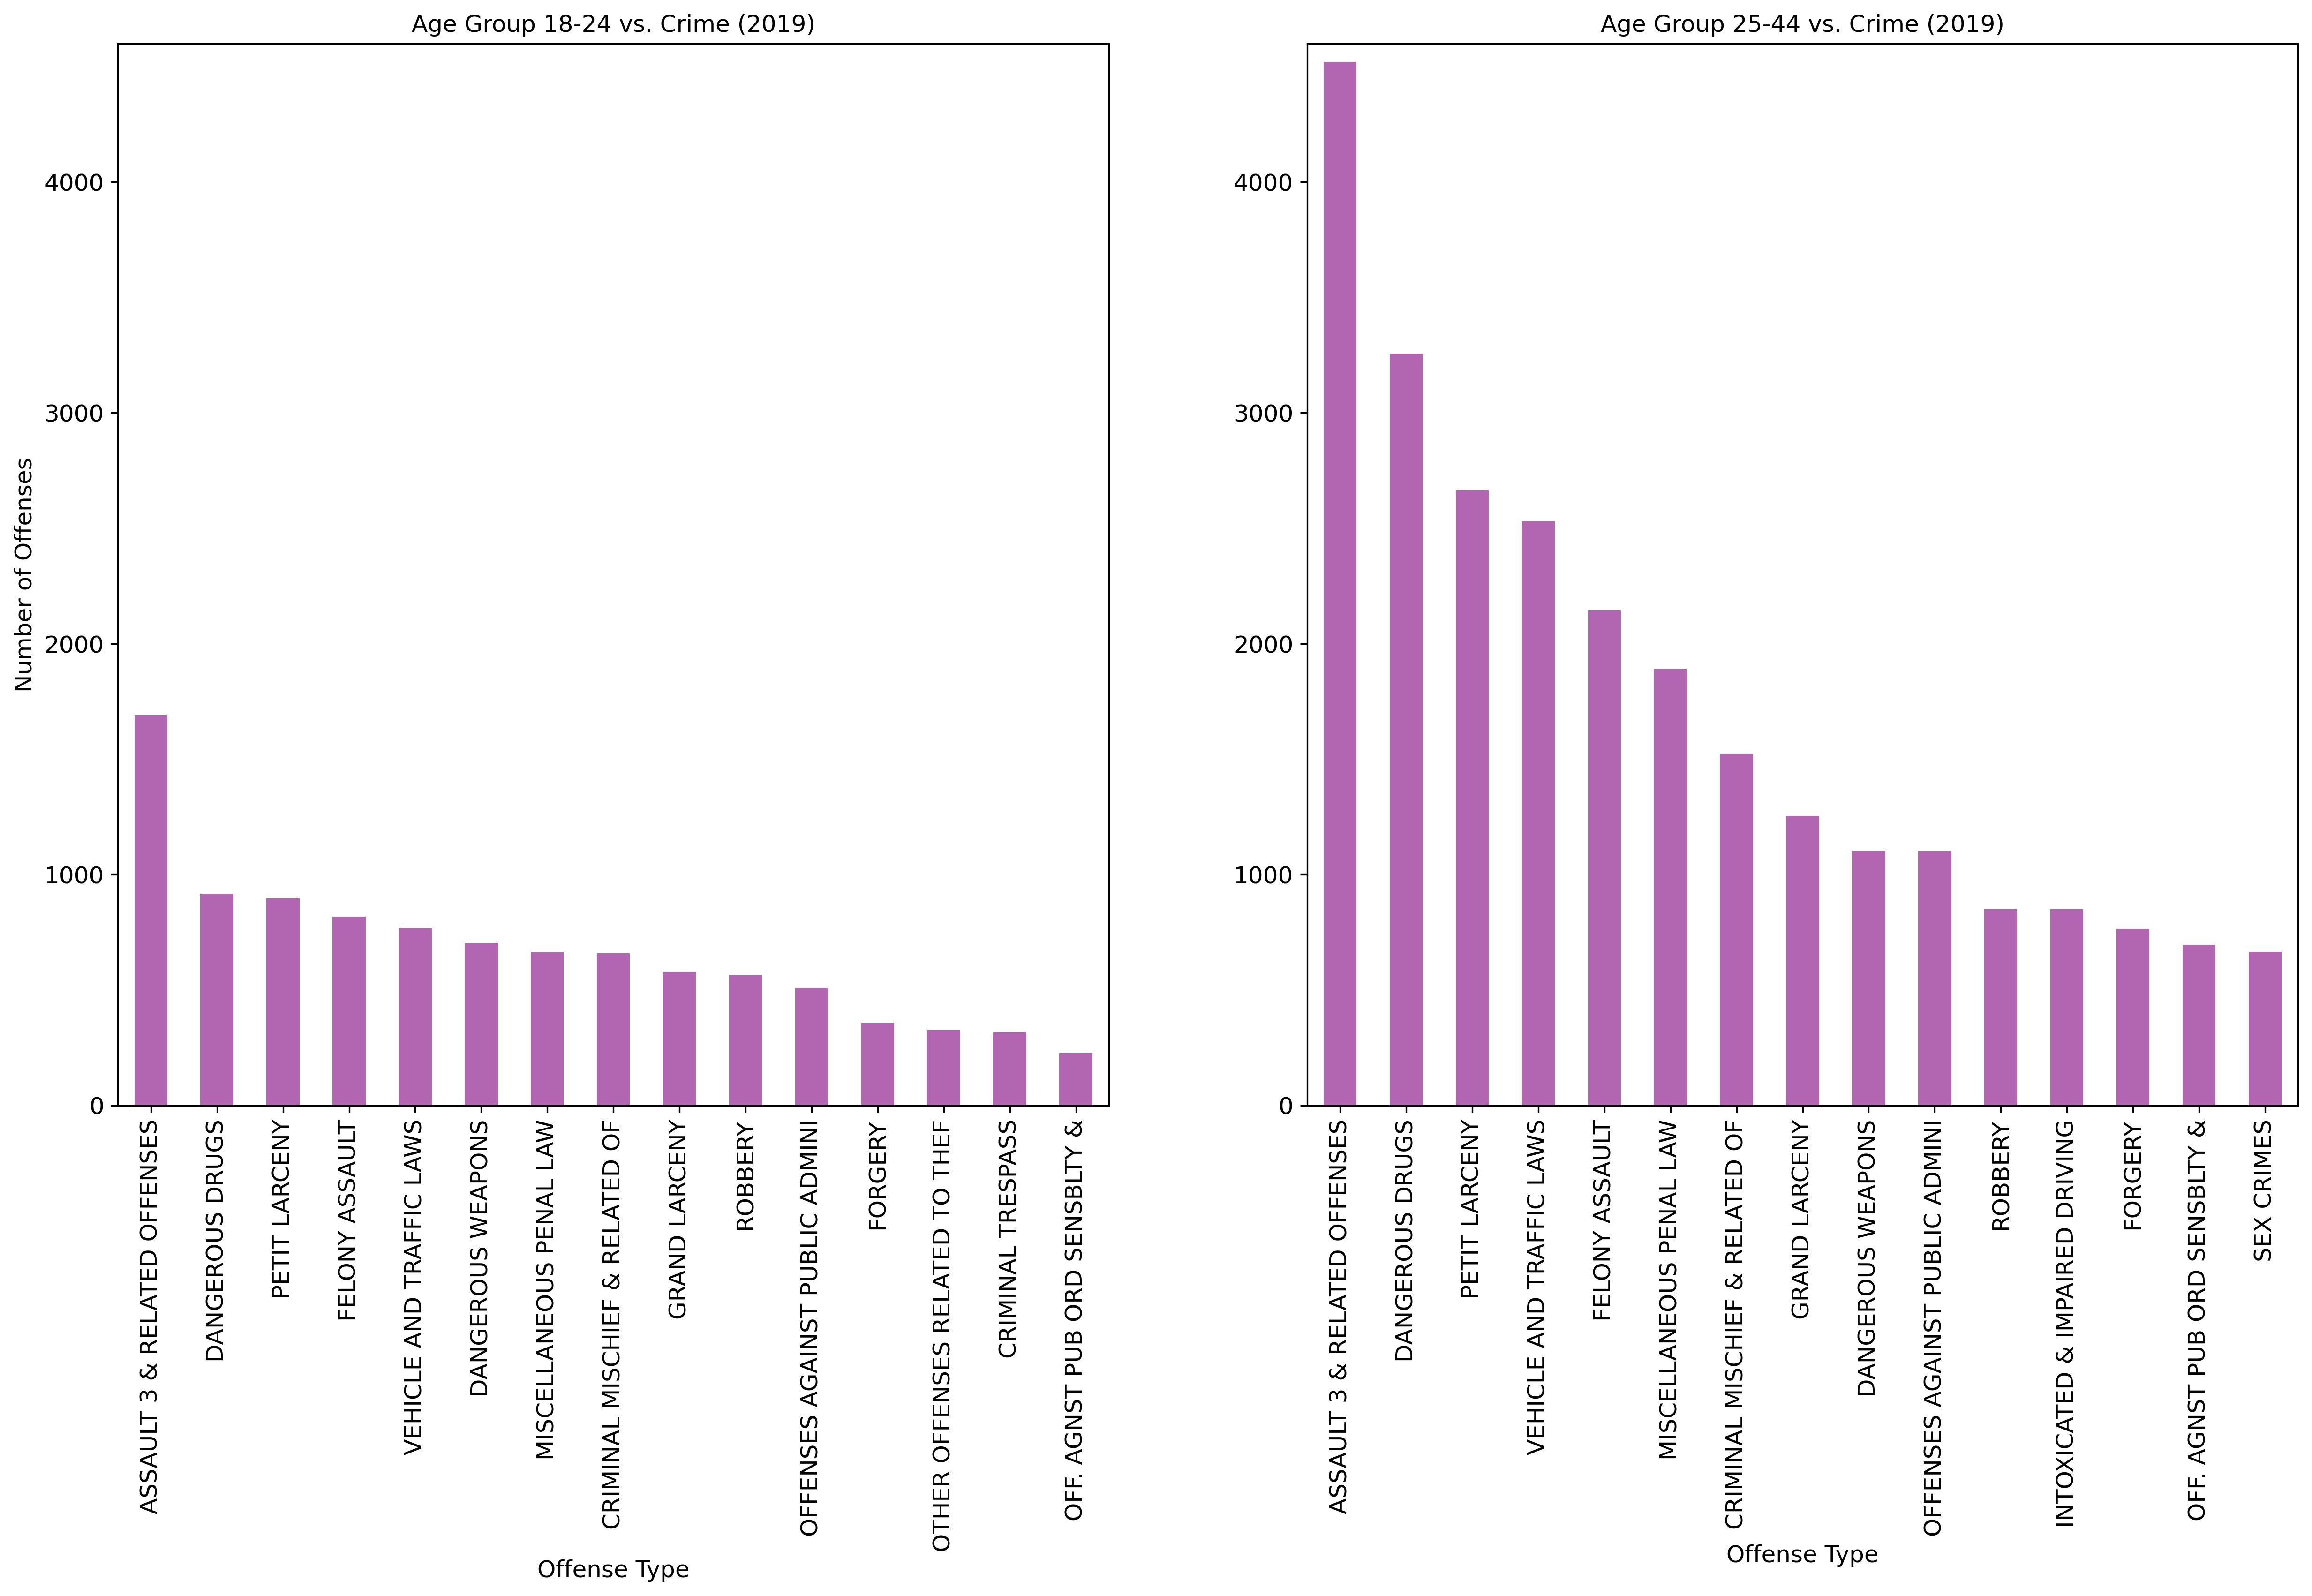 Age Group 18-24 vs. Crime (2019)
Number of Offenses
4000
3000
2000
1000
0
ASSAULT 3 & RELATED OFFENSES
DANGEROUS DRUGS
PETIT LARCENY
FELONY ASSAULT
VEHICLE AND TRAFFIC LAWS
DANGEROUS WEAPONS
MISCELLANEOUS PENAL LAW
CRIMINAL MISCHIEF & RELATED OF
GRAND LARCENY
ROBBERY
OFFENSES AGAINST PUBLIC ADMINI
FORGERY
OTHER OFFENSES RELATED TO THEF
CRIMINAL TRESPASS
OFF. AGNST PUB ORD SENSBLTY &
Offense Type
Age Group 25-44 vs. Crime (2019)
4000
3000
2000
1000
0
ASSAULT 3 & RELATED OFFENSES
DANGEROUS DRUGS
PETIT LARCENY
VEHICLE AND TRAFFIC LAWS
FELONY ASSAULT
MISCELLANEOUS PENAL LAW
CRIMINAL MISCHIEF & RELATED OF
GRAND LARCENY
DANGEROUS WEAPONS
OFFENSES AGAINST PUBLIC ADMINI
ROBBERY
INTOXICATED & IMPAIRED DRIVING
FORGERY
OFF. AGNST PUB ORD SENSBLTY &
SEX CRIMES
Offense Type